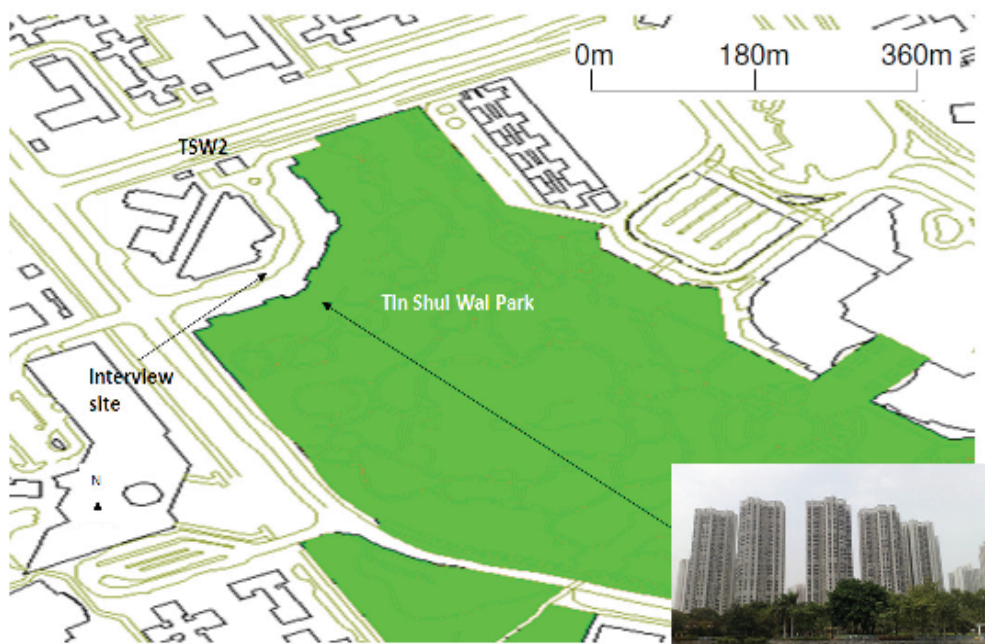 0m 180m 360m
TSW2
Tin Shui Wai Park
Interview
site
N